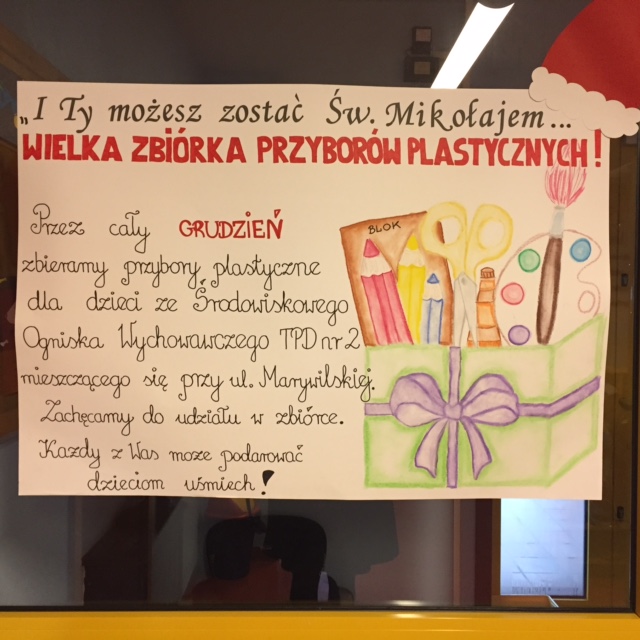 „I Ty możesz zostać Św. Mikołajem...
WIELKA ZBIÓRKA PRZYBORÓW PLASTYCZNYCH!
Przez cały GRUDZIEŃ
zbieramy przybory plastyczne
dla dzieci ze Środowiskowego
Ogniska Wychowawczego TPD nr 2
mieszczącego się przy ul. Marywilskiej.
Zachęcamy do udziału w zbiórce.
Każdy z Was może podarować
dzieciom uśmiech!
BLOK